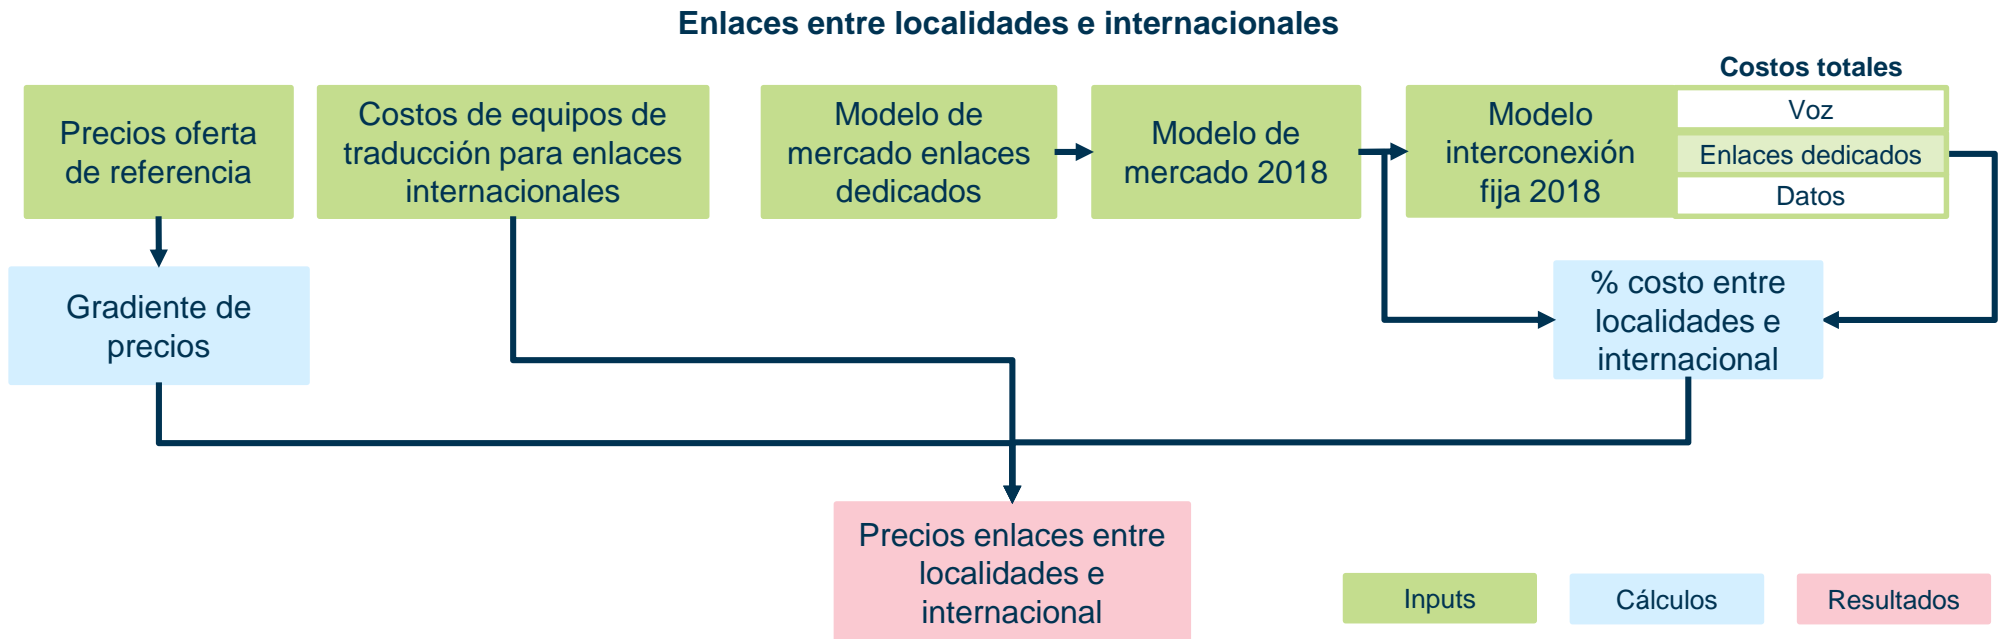 Enlaces entre localidades e internacionales
Precios oferta
de referencia
Costos de equipos de
traducción para enlaces
internacionales
Modelo de
mercado enlaces
dedicados
Modelo de
mercado 2018
Modelo
interconexión
fija 2018
Costos totales
Voz
Enlaces dedicados
Datos
Gradiente de
precios
% costo entre
localidades e
internacional
Precios enlaces entre
localidades e
internacional
Inputs
Cálculos
Resultados